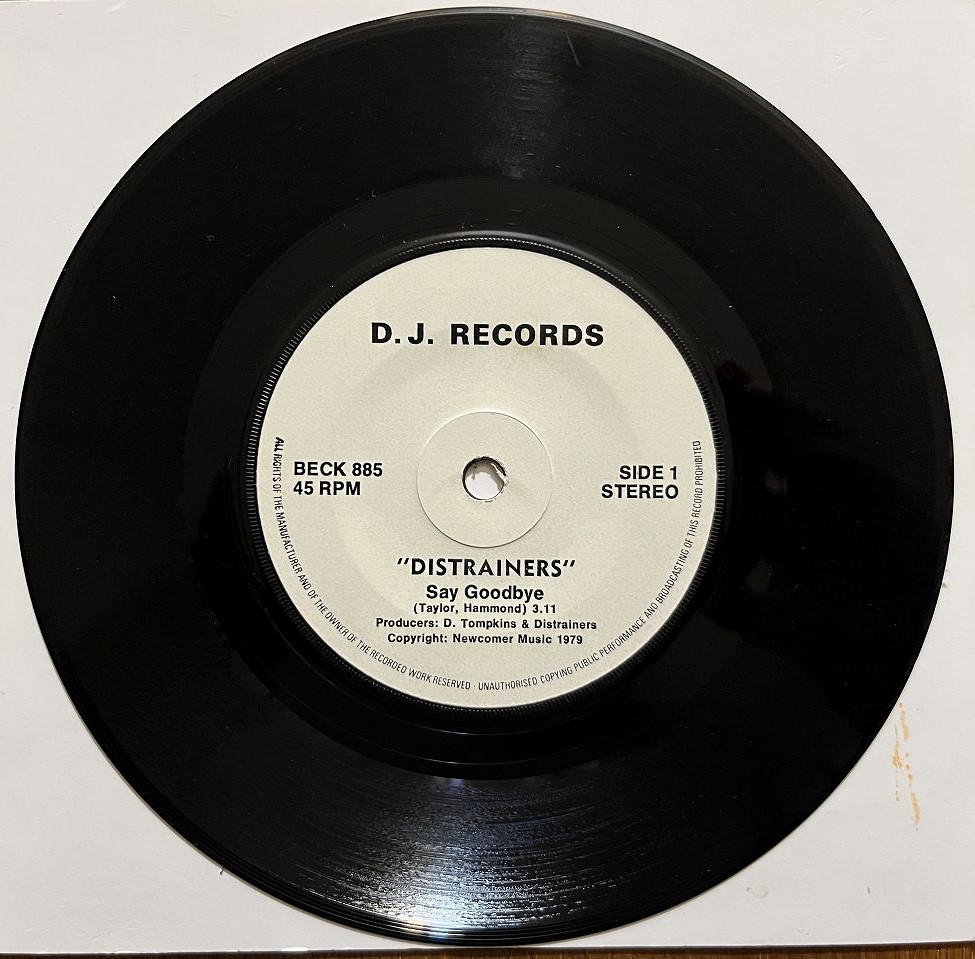 D.J. RECORDS
BECK 885
45 RPM
SIDE 1
STEREO
"DISTRAINERS"
Say Goodbye
(Taylor, Hammond) 3.11
Producers: D. Tompkins & Distrainers
Copyright: Newcomer Music 1979
ALL RIGHTS OF THE MANUFACTURER AND OF THE OWNER OF THE RECORDED WORK RESERVED · UNAUTHORISED COPYING PUBLIC PERFORMANCE AND BROADCASTING OF THIS RECORD PROHIBITED